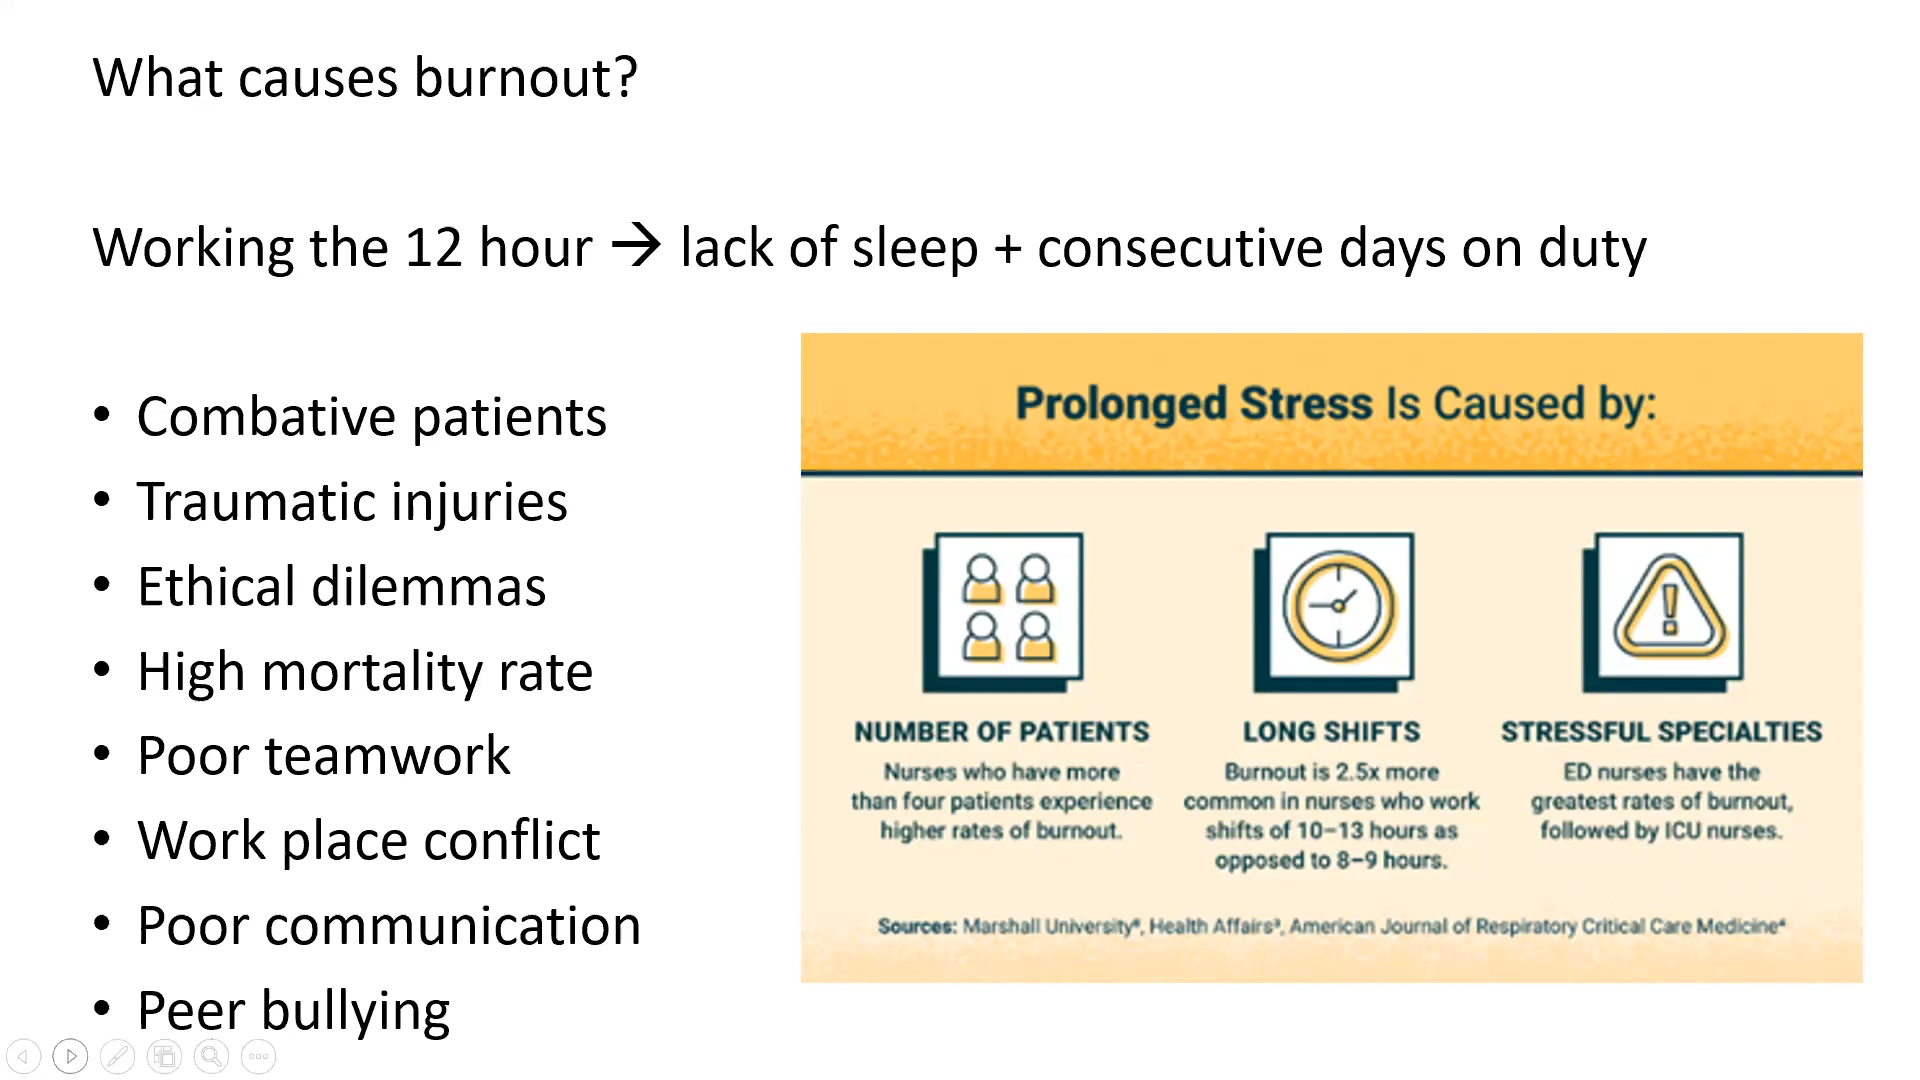 What causes burnout?
Working the 12 hour → lack of sleep + consecutive days on duty
• Combative patients
• Traumatic injuries
• Ethical dilemmas
• High mortality rate
• Poor teamwork
• Work place conflict
• Poor communication
• Peer bullying
Prolonged Stress Is Caused by:
NUMBER OF PATIENTS
Nurses who have more
than four patients experience
higher rates of burnout.
LONG SHIFTS
Burnout is 2.5x more
common in nurses who work
shifts of 10–13 hours as
opposed to 8–9 hours.
STRESSFUL SPECIALTIES
ED nurses have the
greatest rates of burnout,
followed by ICU nurses.
Sources: Marshall University⁴, Health Affairs³, American Journal of Respiratory Critical Care Medicine⁴